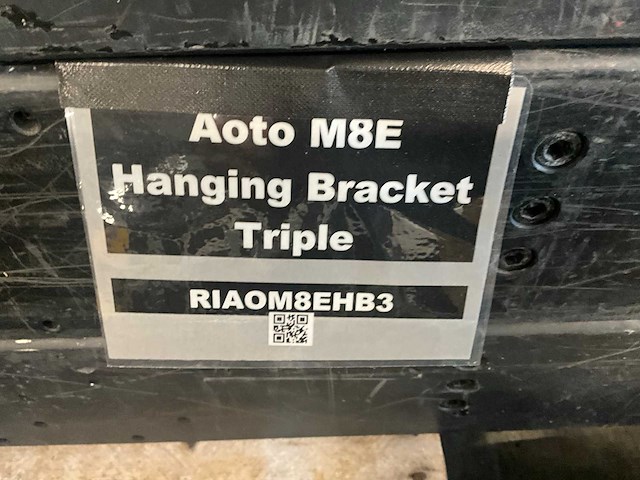 Aoto M8E
Hanging Bracket
Triple
RIAOM8EHB3